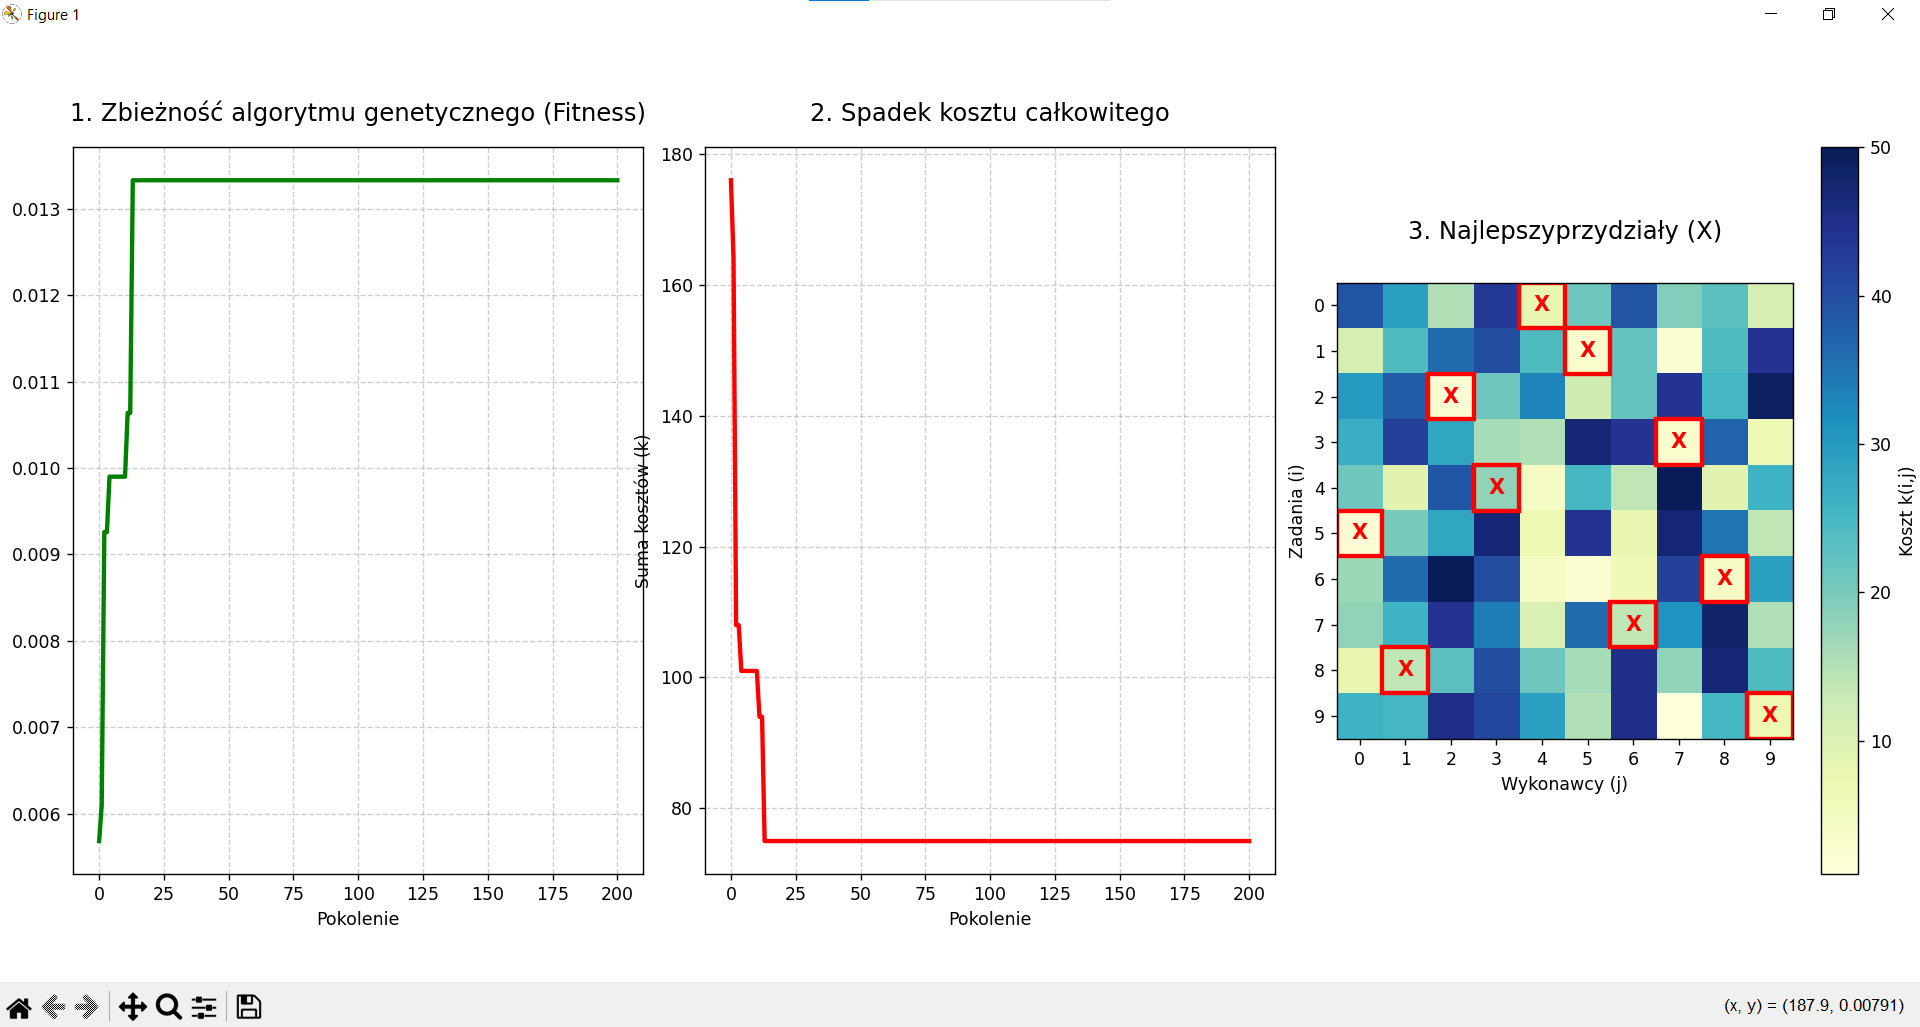 Figure 1
1. Zbieżność algorytmu genetycznego (Fitness)
0.013
0.012
0.011
0.010
0.009
0.008
0.007
0.006
0 25 50 75 100 125 150 175 200
Pokolenie
2. Spadek kosztu całkowitego
Suma kosztów (k)
180
160
140
120
100
80
0 25 50 75 100 125 150 175 200
Pokolenie
3. Najlepszyprzydziały (X)
Zadania (i)
0 X
1 X
2 X
3 X
4 X
5 X
6 X
7 X
8 X
9 X
0 1 2 3 4 5 6 7 8 9
Wykonawcy (j)
50
40
30
20
10
Koszt k(i,j)
(x, y) = (187.9, 0.00791)